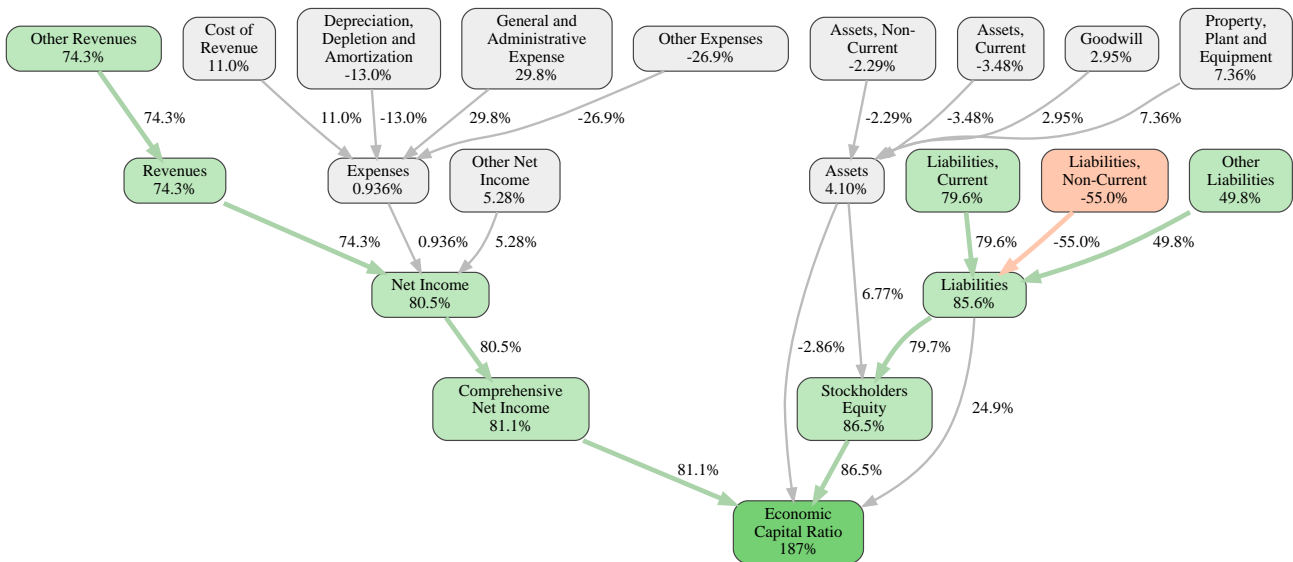 Other Revenues
74.3%
Cost of
Revenue
11.0%
Depreciation,
Depletion and
Amortization
-13.0%
General and
Administrative
Expense
29.8%
Other Expenses
-26.9%
Assets, Non-
Current
-2.29%
Assets,
Current
-3.48%
Goodwill
2.95%
Property,
Plant and
Equipment
7.36%
74.3%
11.0%
-13.0%
29.8%
-26.9%
-2.29%
-3.48%
2.95%
7.36%
Revenues
74.3%
Expenses
0.936%
Other Net
Income
5.28%
Assets
4.10%
Liabilities,
Current
79.6%
Liabilities,
Non-Current
-55.0%
Other
Liabilities
49.8%
74.3%
0.936%
5.28%
79.6%
-55.0%
49.8%
Net Income
80.5%
Liabilities
85.6%
6.77%
80.5%
-2.86%
79.7%
Comprehensive
Net Income
81.1%
Stockholders
Equity
86.5%
24.9%
81.1%
86.5%
Economic
Capital Ratio
187%